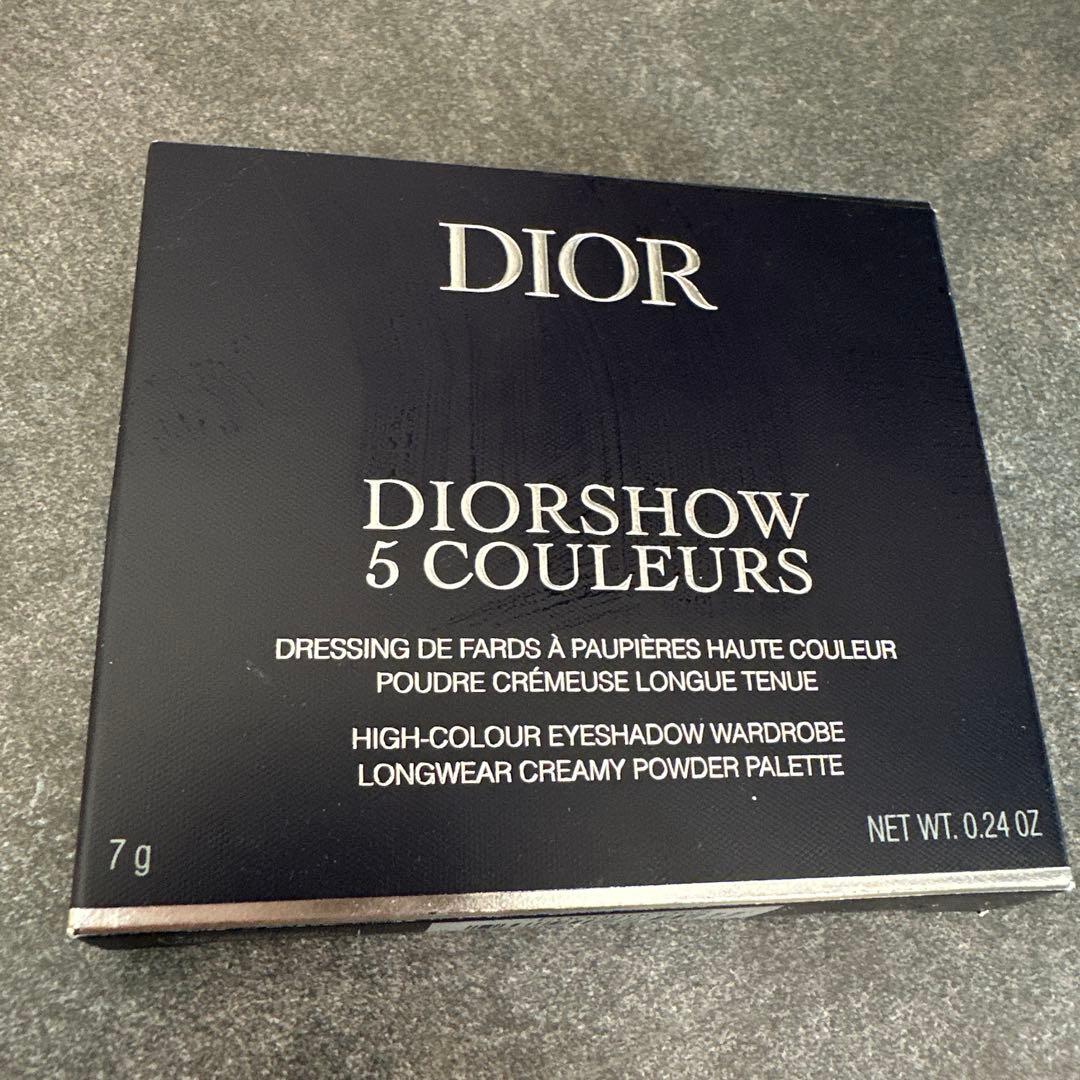 DIOR
DIORSHOW
5 COULEURS
DRESSING DE FARDS À PAUPIÈRES HAUTE COULEUR
POUDRE CRÉMEUSE LONGUE TENUE
HIGH-COLOUR EYESHADOW WARDROBE
LONGWEAR CREAMY POWDER PALETTE
7 g
NET WT. 0.24 OZ